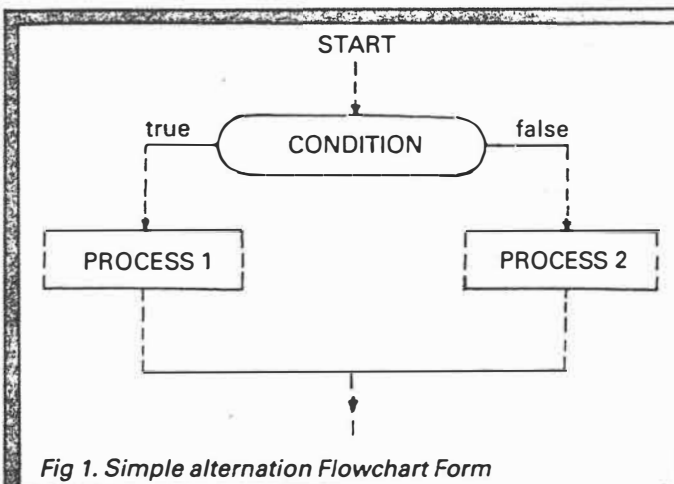 START
true
false
CONDITION
PROCESS 1
PROCESS 2
Fig 1. Simple alternation Flowchart Form